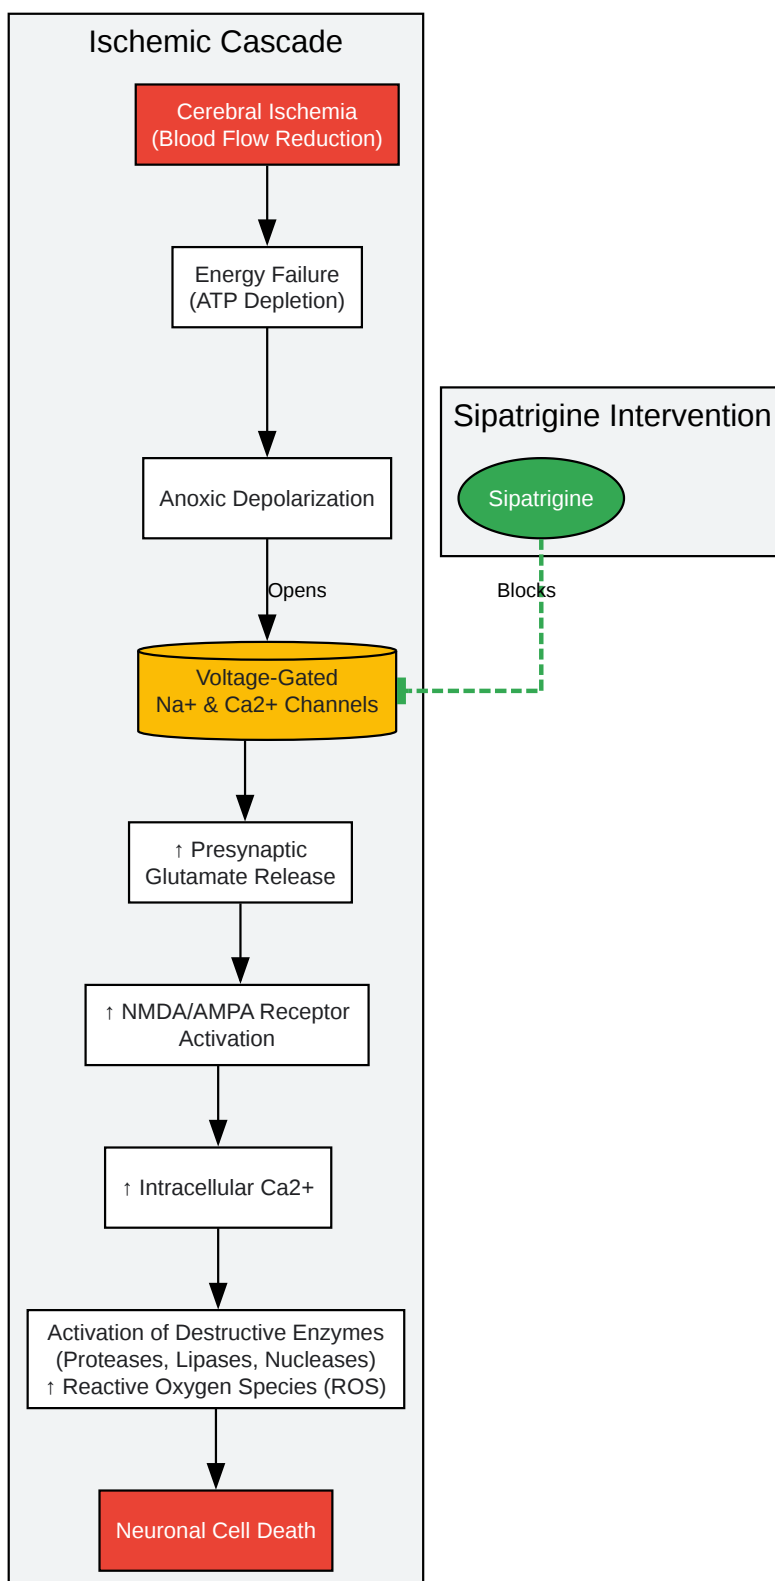 Ischemic Cascade
Cerebral Ischemia
(Blood Flow Reduction)
Energy Failure
(ATP Depletion)
Sipatrigine Intervention
Anoxic Depolarization
Sipatrigine
Opens
Blocks
Voltage-Gated
Na+ & Ca2+ Channels
↑ Presynaptic
Glutamate Release
↑ NMDA/AMPA Receptor
Activation
↑ Intracellular Ca2+
Activation of Destructive Enzymes
(Proteases, Lipases, Nucleases)
↑ Reactive Oxygen Species (ROS)
Neuronal Cell Death